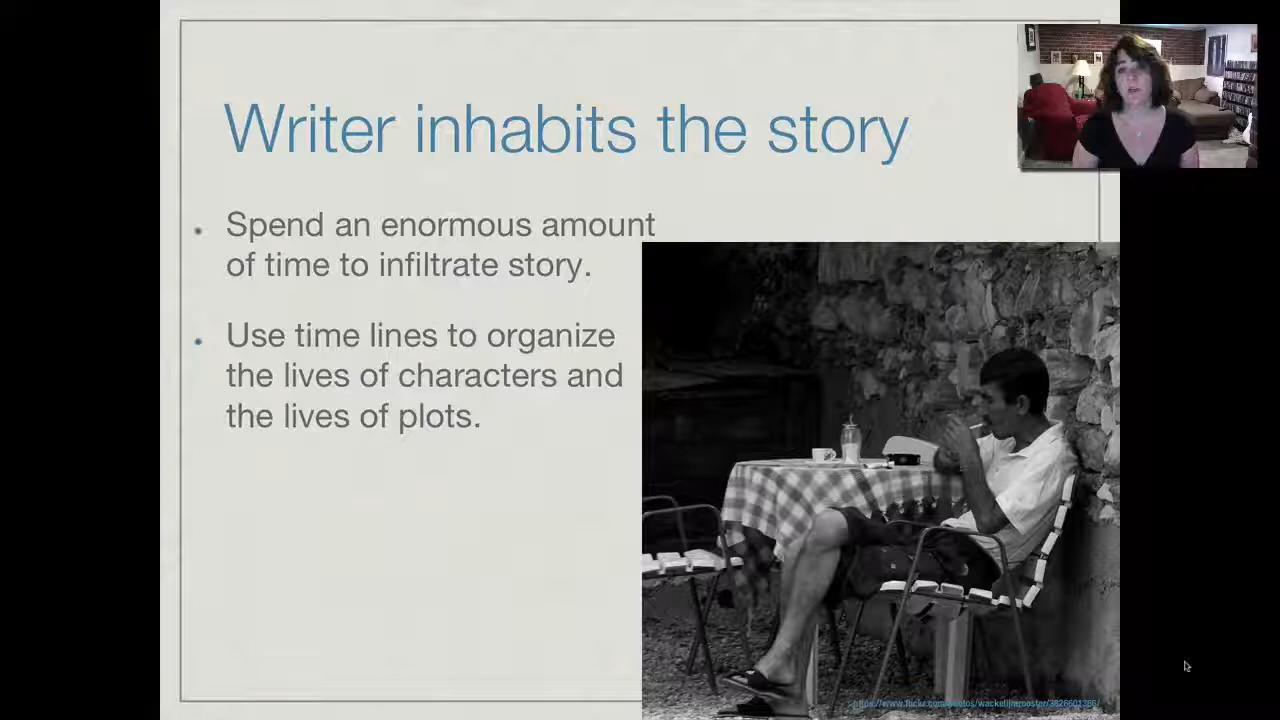 Writer inhabits the story
Spend an enormous amount
of time to infiltrate story.
Use time lines to organize
the lives of characters and
the lives of plots.